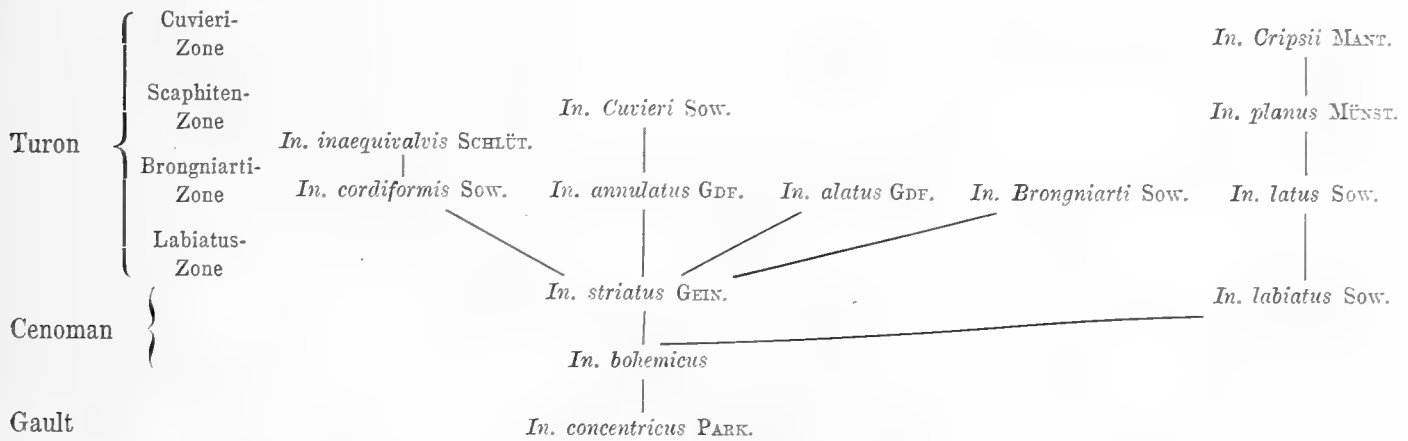 Cuvieri-
Zone
In. Cripsii MANT.
Scaphiten-
Zone
In. Cuvieri SOW.
In. planus MÜNST.
Turon
In. inaequivalvis SCHLÜT.
Brongniarti-
Zone
In. cordiformis SOW.
In. annulatus GDF.
In. alatus GDF.
In. Brongniarti SOW.
In. latus SOW.
Labiatus-
Zone
In. striatus GEIN.
In. labiatus SOW.
Cenoman
In. bohemicus
Gault
In. concentricus PARK.